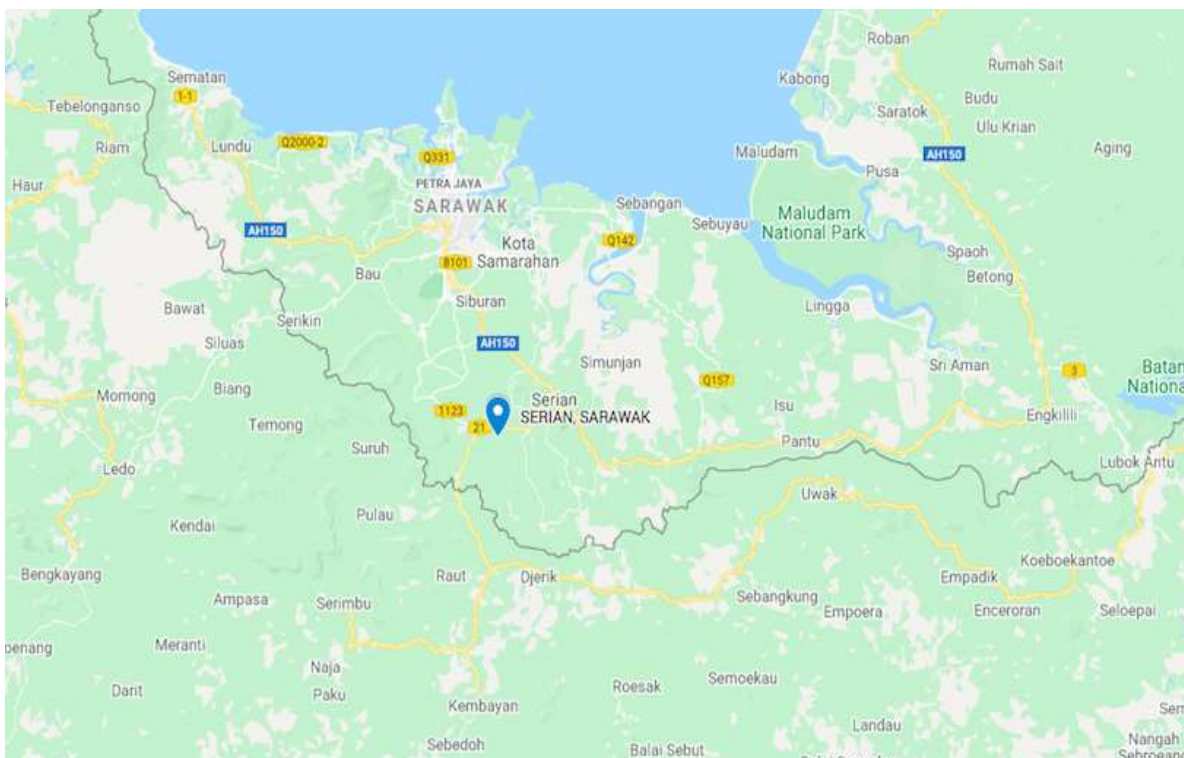 Roban
Sematan
Kabong
Rumah Sait
1-1
Tebelonganso
Budu
Saratok
Ulu Krian
Q2000-2
Riam
Lundu
Q331
Maludam
AH150
Aging
Haur
PETRA JAYA
SARAWAK
Pusa
Sebangan
Maludam
National Park
Sebuyau
AH150
Q142
Kota
Samarahan
Spaoh
Bau
8101
Betong
Siburan
Lingga
Bawat
Serikin
Siluas
AH150
Simunjan
Sri Aman
3
Batan
Nationa
Biang
Q157
Momong
Serian
Isu
1123
SERIAN, SARAWAK
Engkilili
Temong
21
Suruh
Pantu
Ledo
Lubok Antu
Uwak
Pulau
Kendai
Koeboekantoe
Bengkayang
Raut
Djerik
Empadik
Ampasa
Serimbu
Sebangkung
Empoera
Enceroran
Seloepai
penang
Meranti
Naja
Paku
Darit
Roesak
Semoekau
Kembayan
Sem
Landau
Sebedoh
Balai Sebut
Nangah
Sebroeang